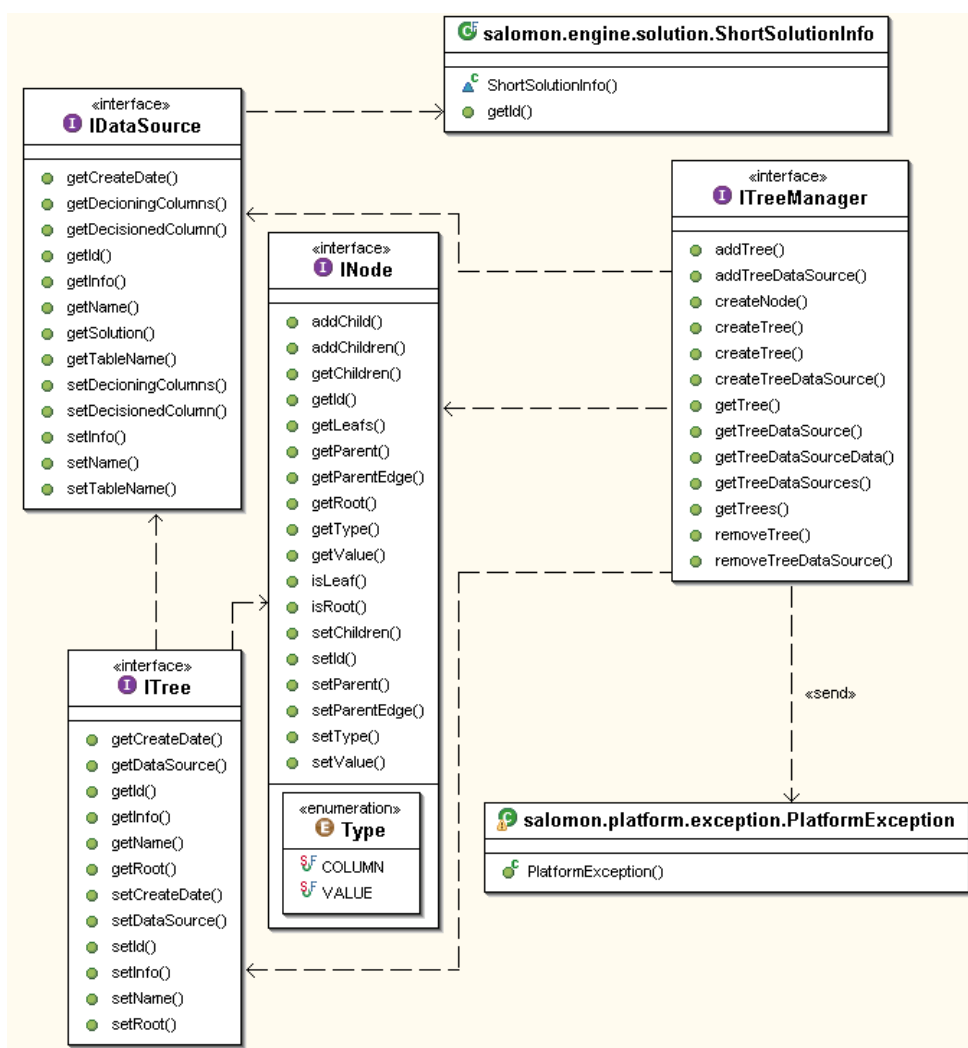 salomon.engine.solution.ShortSolutionInfo
ShortSolutionInfo()
getId()
«interface»
IDataSource
getCreateDate()
getDecioningColumns()
getDecisionedColumn()
getId()
getInfo()
getName()
getSolution()
getTableName()
setDecioningColumns()
setDecisionedColumn()
setInfo()
setName()
setTableName()
«interface»
ITreeManager
addTree()
addTreeDataSource()
createNode()
createTree()
createTree()
createTreeDataSource()
getTree()
getTreeDataSource()
getTreeDataSourceData()
getTreeDataSources()
getTrees()
removeTree()
removeTreeDataSource()
«interface»
INode
addChild()
addChildren()
getChildren()
getId()
getLeafs()
getParent()
getParentEdge()
getRoot()
getType()
getValue()
isLeaf()
isRoot()
setChildren()
setId()
setParent()
setParentEdge()
setType()
setValue()
«enumeration»
Type
COLUMN
VALUE
«interface»
ITree
getCreateDate()
getDataSource()
getId()
getInfo()
getName()
getRoot()
setCreateDate()
setDataSource()
setId()
setInfo()
setName()
setRoot()
«send»
salomon.platform.exception.PlatformException
PlatformException()